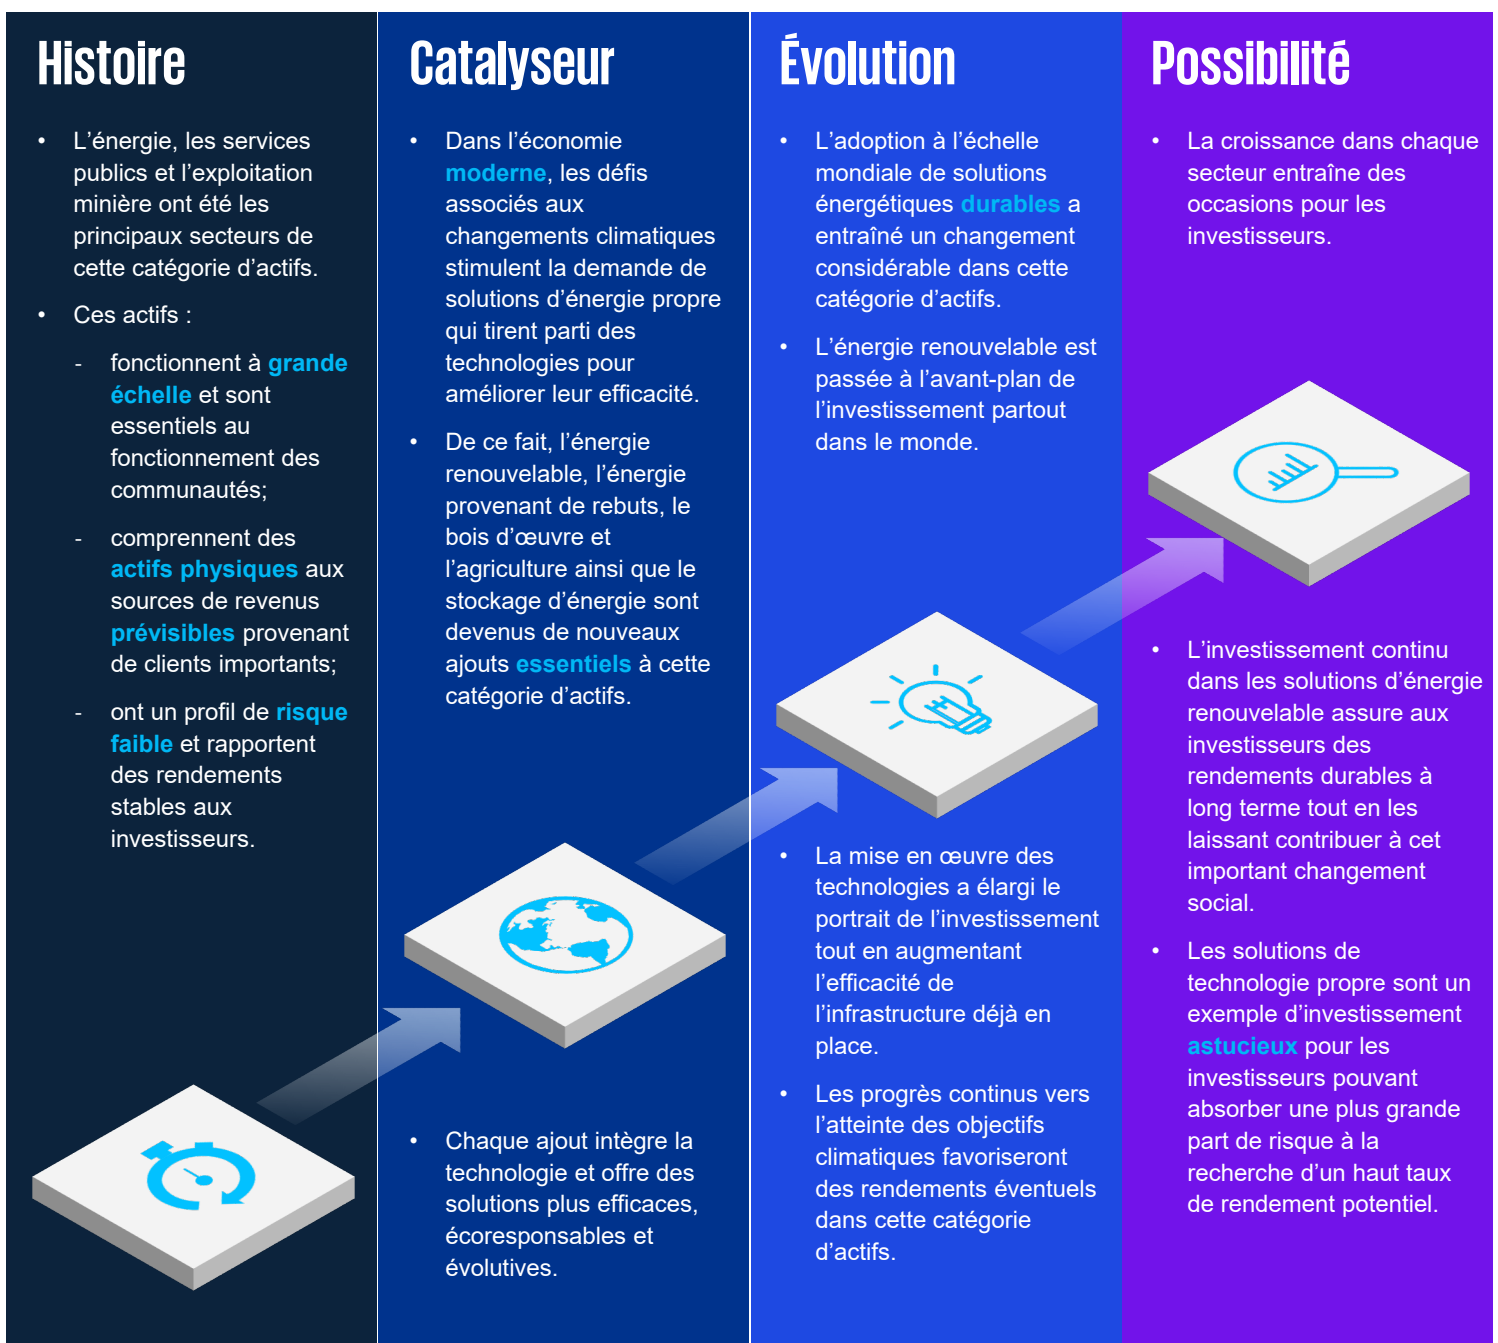 Histoire
• L’énergie, les services
publics et l’exploitation
minière ont été les
principaux secteurs de
cette catégorie d’actifs.
• Ces actifs :
- fonctionnent à grande
échelle et sont
essentiels au
fonctionnement des
communautés;
- comprennent des
actifs physiques aux
sources de revenus
prévisibles provenant
de clients importants;
- ont un profil de risque
faible et rapportent
des rendements
stables aux
investisseurs.
Catalyseur
• Dans l’économie
moderne, les défis
associés aux
changements climatiques
stimulent la demande de
solutions d’énergie propre
qui tirent parti des
technologies pour
améliorer leur efficacité.
• De ce fait, l’énergie
renouvelable, l’énergie
provenant de rebuts, le
bois d’œuvre et
l’agriculture ainsi que le
stockage d’énergie sont
devenus de nouveaux
ajouts essentiels à cette
catégorie d’actifs.
• Chaque ajout intègre la
technologie et offre des
solutions plus efficaces,
écoresponsables et
évolutives.
Évolution
• L’adoption à l’échelle
mondiale de solutions
énergétiques durables a
entraîné un changement
considérable dans cette
catégorie d’actifs.
• L’énergie renouvelable est
passée à l’avant-plan de
l’investissement partout
dans le monde.
• La mise en œuvre des
technologies a élargi le
portrait de l’investissement
tout en augmentant
l’efficacité de
l’infrastructure déjà en
place.
• Les progrès continus vers
l’atteinte des objectifs
climatiques favoriseront
des rendements éventuels
dans cette catégorie
d’actifs.
Possibilité
• La croissance dans chaque
secteur entraîne des
occasions pour les
investisseurs.
• L’investissement continu
dans les solutions d’énergie
renouvelable assure aux
investisseurs des
rendements durables à
long terme tout en les
laissant contribuer à cet
important changement
social.
• Les solutions de
technologie propre sont un
exemple d’investissement
astucieux pour les
investisseurs pouvant
absorber une plus grande
part de risque à la
recherche d’un haut taux
de rendement potentiel.